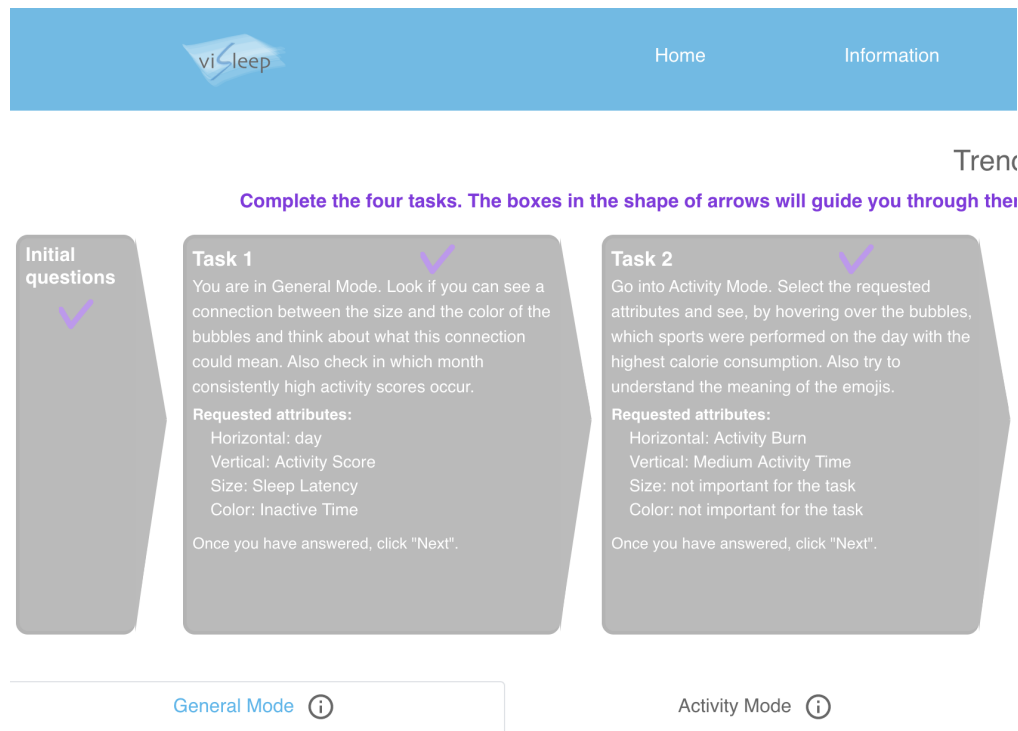 viSleep
Home
Information
Trend
Complete the four tasks. The boxes in the shape of arrows will guide you through them
Initial
questions
Task 1
You are in General Mode. Look if you can see a
connection between the size and the color of the
bubbles and think about what this connection
could mean. Also check in which month
consistently high activity scores occur.
Requested attributes:
Horizontal: day
Vertical: Activity Score
Size: Sleep Latency
Color: Inactive Time
Once you have answered, click "Next".
Task 2
Go into Activity Mode. Select the requested
attributes and see, by hovering over the bubbles,
which sports were performed on the day with the
highest calorie consumption. Also try to
understand the meaning of the emojis.
Requested attributes:
Horizontal: Activity Burn
Vertical: Medium Activity Time
Size: not important for the task
Color: not important for the task
Once you have answered, click "Next".
General Mode
Activity Mode